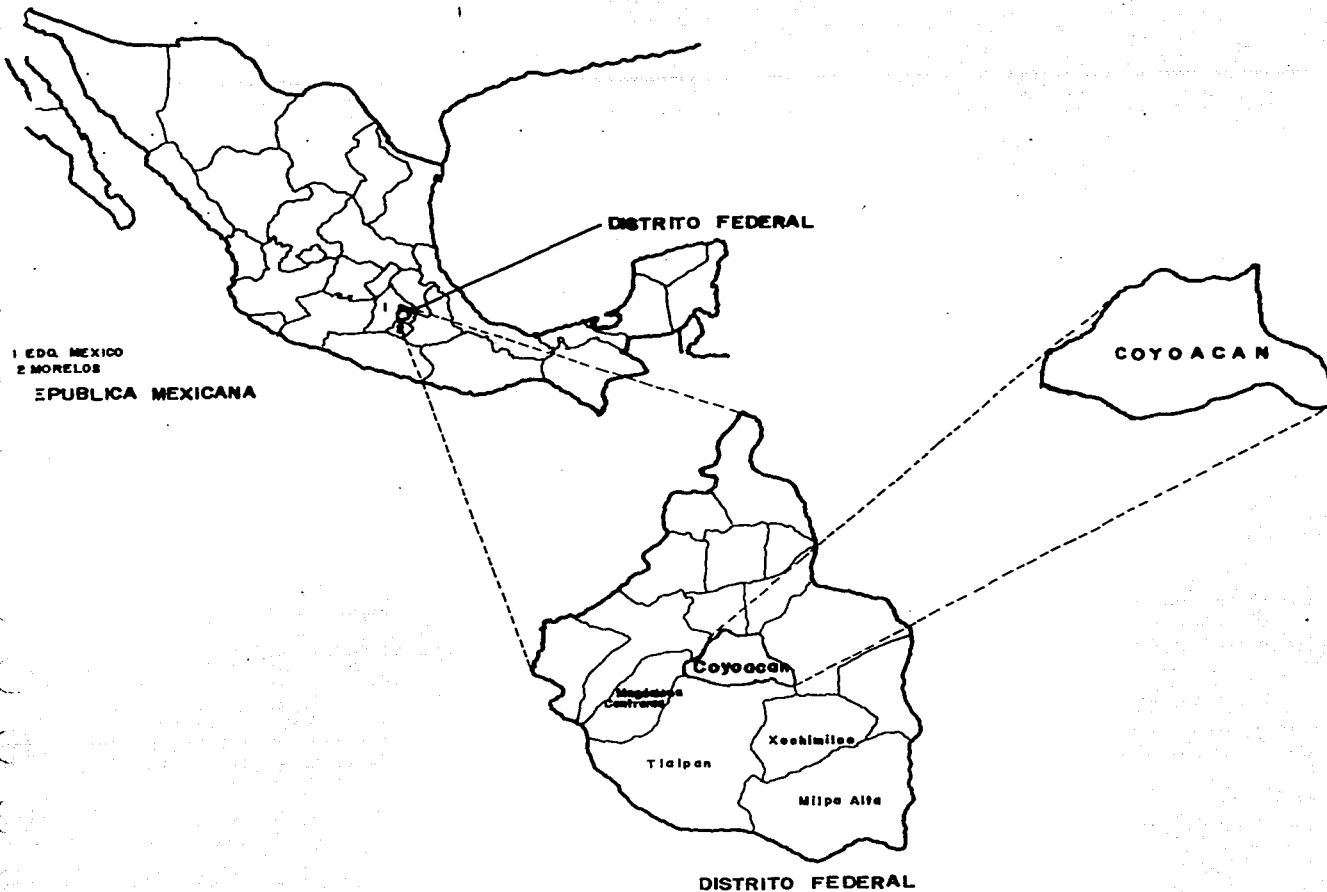 DISTRITO FEDERAL
COYOACAN
1
1 EDO. MEXICO
2 MORELOS
EPUBLICA MEXICANA
Coyoacan
Magdalena
Contreras
Xochimilco
Tlalpan
Milpa Alta
DISTRITO FEDERAL